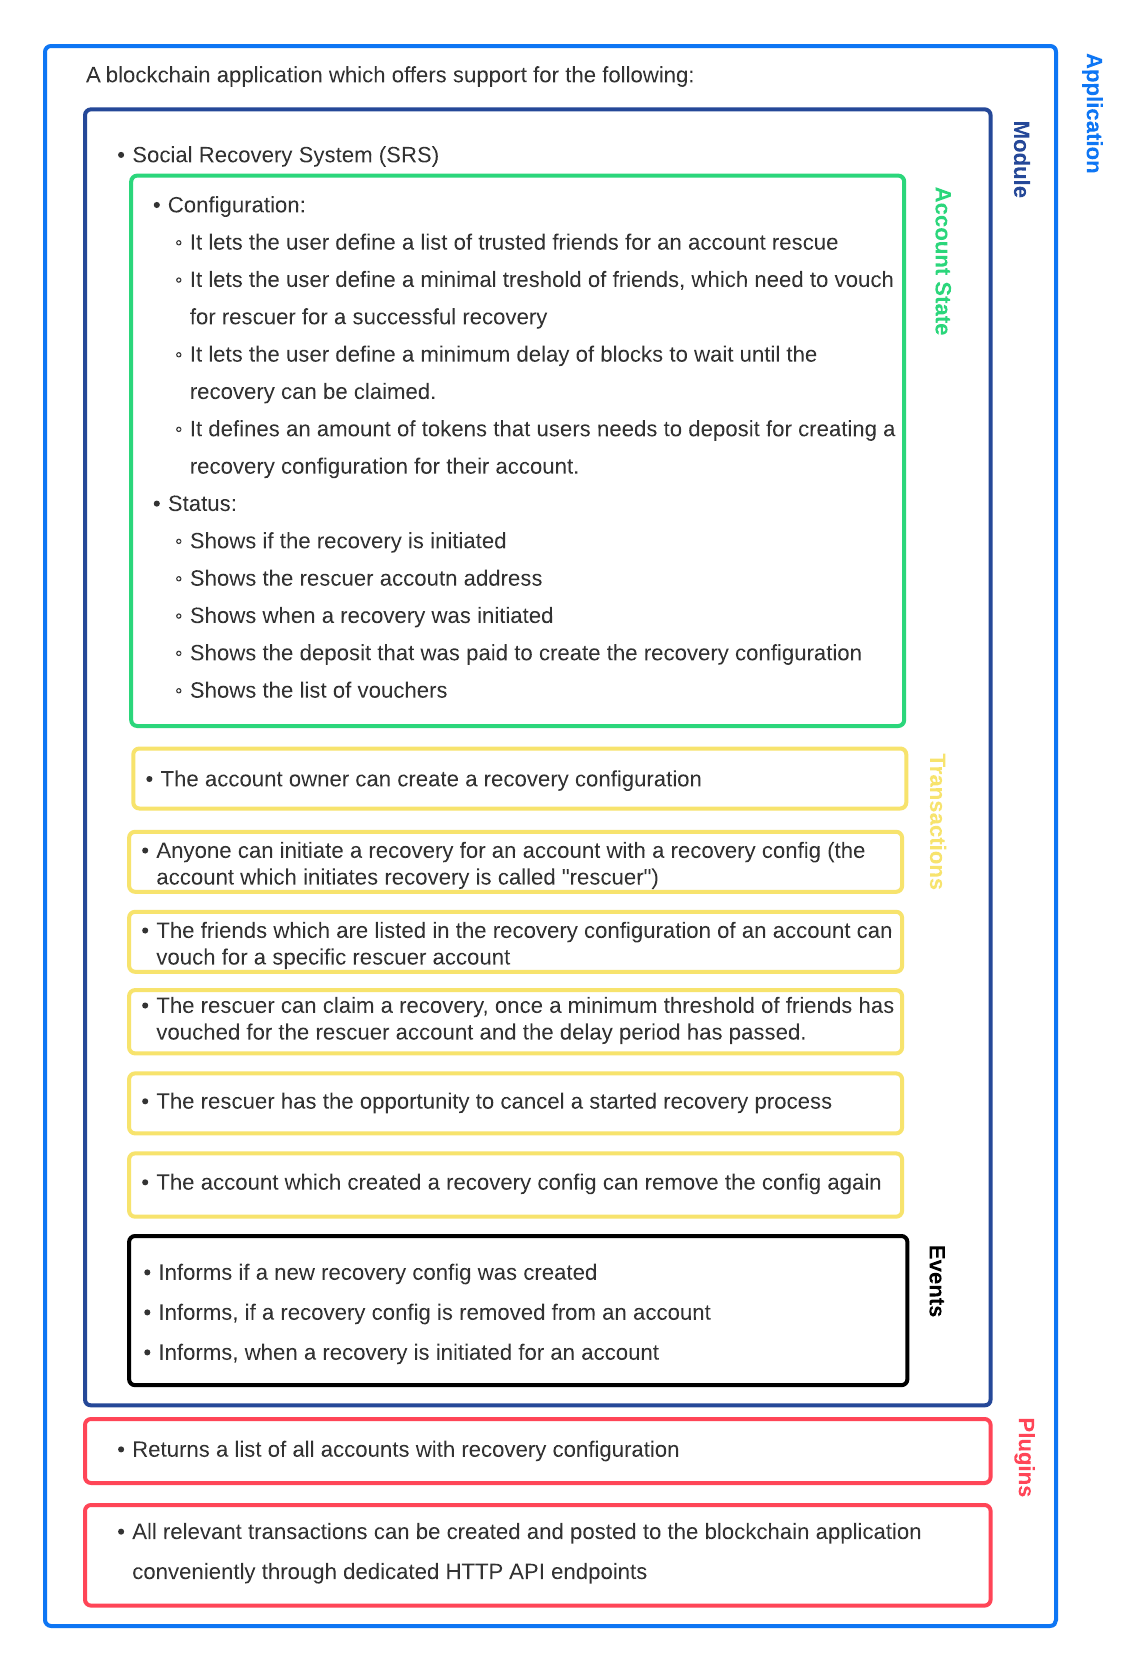 A blockchain application which offers support for the following:
Application
Module
• Social Recovery System (SRS)
Account State
• Configuration:
◦ It lets the user define a list of trusted friends for an account rescue
◦ It lets the user define a minimal treshold of friends, which need to vouch
for rescuer for a successful recovery
◦ It lets the user define a minimum delay of blocks to wait until the
recovery can be claimed.
◦ It defines an amount of tokens that users needs to deposit for creating a
recovery configuration for their account.
• Status:
◦ Shows if the recovery is initiated
◦ Shows the rescuer accoutn address
◦ Shows when a recovery was initiated
◦ Shows the deposit that was paid to create the recovery configuration
◦ Shows the list of vouchers
Transactions
• The account owner can create a recovery configuration
• Anyone can initiate a recovery for an account with a recovery config (the
account which initiates recovery is called "rescuer")
• The friends which are listed in the recovery configuration of an account can
vouch for a specific rescuer account
• The rescuer can claim a recovery, once a minimum threshold of friends has
vouched for the rescuer account and the delay period has passed.
• The rescuer has the opportunity to cancel a started recovery process
• The account which created a recovery config can remove the config again
Events
• Informs if a new recovery config was created
• Informs, if a recovery config is removed from an account
• Informs, when a recovery is initiated for an account
Plugins
• Returns a list of all accounts with recovery configuration
• All relevant transactions can be created and posted to the blockchain application
conveniently through dedicated HTTP API endpoints